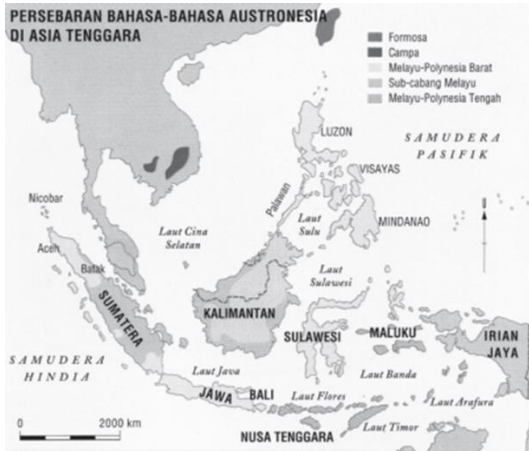 PERSEBARAN BAHASA-BAHASA AUSTRONESIA
DI ASIA TENGGARA
Formosa
Campa
Melayu-Polynesia Barat
Sub-cabang Melayu
Melayu-Polynesia Tengah
LUZON
SAMUDERA
PASIFIK
VISAYAS
Palawan
Nicobar
Laut
Sulu
MINDANAO
Laut Cina
Selatan
Aceh
Batak
Laut
Sulawesi
SUMATERA
KALIMANTAN
SULAWESI
MALUKU
IRIAN
JAYA
SAMUDERA
HINDIA
Laut Java
Laut Banda
JAWA
BALI
Laut Flores
Laut Arafura
0
2000 km
Laut Timor
NUSA TENGGARA